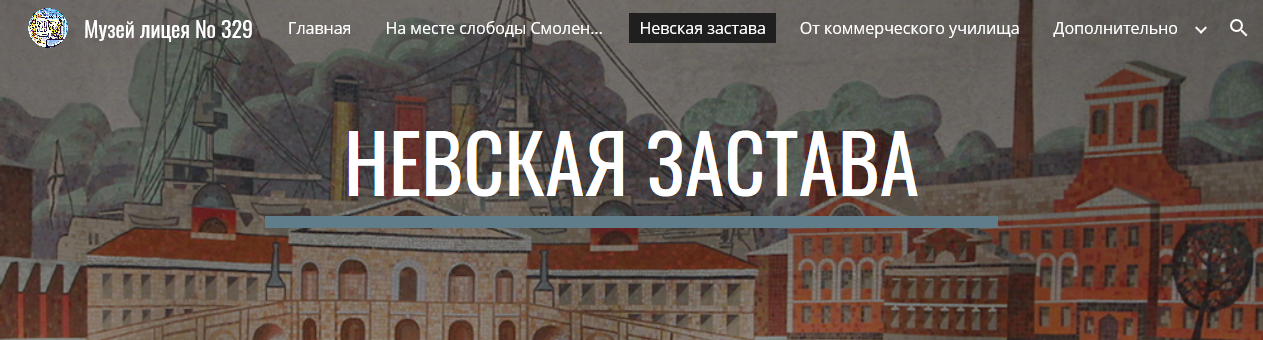 Музей лицея No 329
Главная
На месте слободы Смолен...
Невская застава
От коммерческого училища
Дополнительно
НЕВСКАЯ ЗАСТАВА